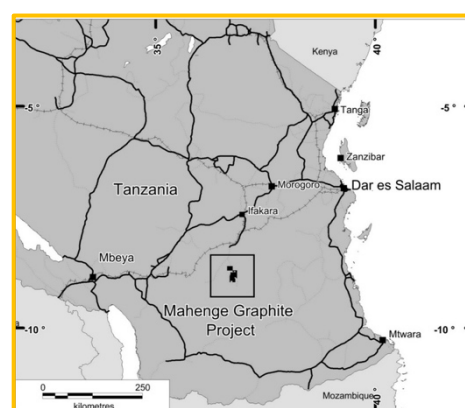 35°
40°
Kenya
-5°
-5°
Tanga
Zanzibar
Tanzania
Morogoro
Dar es Salaam
Ifakara
Mbeya
Mahenge Graphite
Project
-10°
-10°
Mtwara
0
250
kilometres
Mozambique
40°